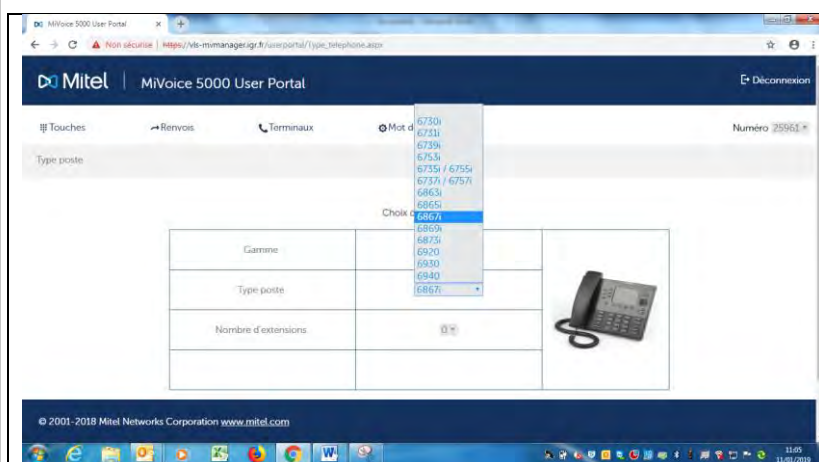 MiVoice 5000 User Portal
Non sécurisé | https://vls-mvmanager.igr.fr/userportal/Type_telephone.aspx
Mitel | MiVoice 5000 User Portal
Déconnexion
Touches
Renvois
Terminaux
Mot d
Numéro 25961
Type poste
6730i
6731i
6739i
6753i
6735i / 6755i
6737i / 6757i
6863i
6865i
6867i
6869i
6873i
6920
6930
6940
Choix
Gamme
Type poste
6867i
Nombre d'extensions
0
© 2001-2018 Mitel Networks Corporation www.mitel.com
11:05
11/01/2019